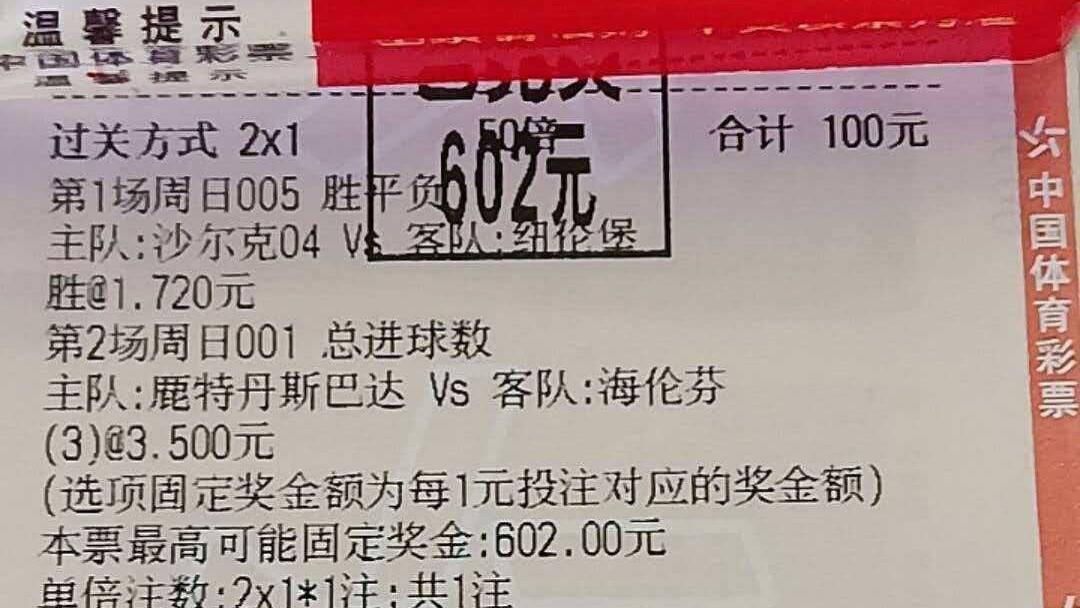 温馨提示
中国体育彩票
温馨提示
已兑奖
602元
过关方式 2x1 50倍 合计 100元
第1场周日005 胜平负
主队:沙尔克04 Vs 客队:纽伦堡
胜@1.720元
第2场周日001 总进球数
主队:鹿特丹斯巴达 Vs 客队:海伦芬
(3)@3.500元
(选项固定奖金额为每1元投注对应的奖金额)
本票最高可能固定奖金:602.00元
单倍注数:2x1*1注;共1注
中国体育彩票